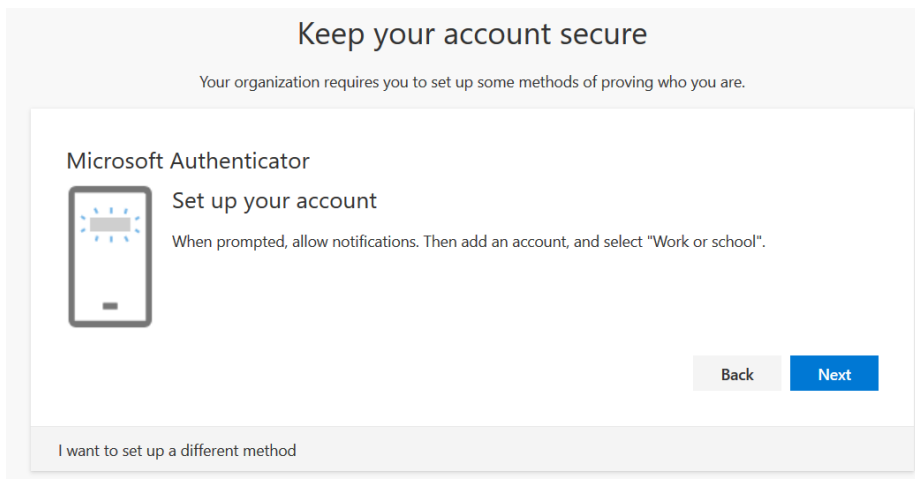 Keep your account secure
Your organization requires you to set up some methods of proving who you are.
Microsoft Authenticator
Set up your account
When prompted, allow notifications. Then add an account, and select "Work or school".
Back
Next
I want to set up a different method